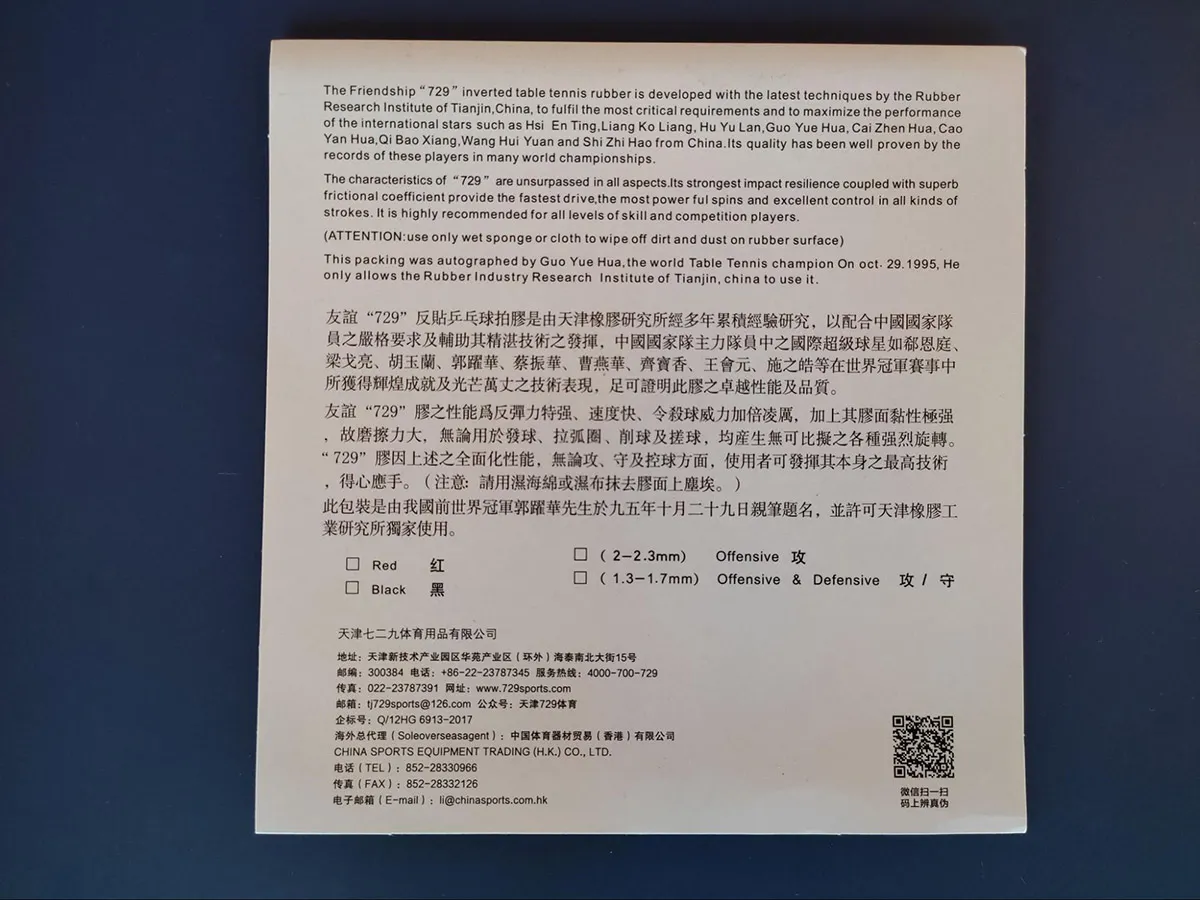 The Friendship "729" inverted table tennis rubber is developed with the latest techniques by the Rubber
Research Institute of Tianjin,China, to fulfil the most critical requirements and to maximize the performance
of the international stars such as Hsi En Ting,Liang Ko Liang, Hu Yu Lan,Guo Yue Hua, Cai Zhen Hua, Cao
Yan Hua,Qi Bao Xiang,Wang Hui Yuan and Shi Zhi Hao from China.Its quality has been well proven by the
records of these players in many world championships.
The characteristics of "729" are unsurpassed in all aspects.Its strongest impact resilience coupled with superb
frictional coefficient provide the fastest drive,the most power ful spins and excellent control in all kinds of
strokes. It is highly recommended for all levels of skill and competition players.
(ATTENTION:use only wet sponge or cloth to wipe off dirt and dust on rubber surface)
This packing was autographed by Guo Yue Hua,the world Table Tennis champion On oct. 29.1995, He
only allows the Rubber Industry Research Institute of Tianjin, china to use it.
友誼“729”反貼乒乓球拍膠是由天津橡膠研究所經多年累積經驗研究，以配合中國國家隊
員之嚴格要求及輔助其精湛技術之發揮，中國國家隊主力隊員中之國際超級球星如郗恩庭、
梁戈亮、胡玉蘭、郭躍華、蔡振華、曹燕華、齊寶香、王會元、施之皓等在世界冠軍賽事中
所獲得輝煌成就及光芒萬丈之技術表現，足可證明此膠之卓越性能及品質。
友誼“729”膠之性能爲反彈力特强、速度快、令殺球威力加倍凌厲，加上其膠面黏性極强
，故磨擦力大，無論用於發球、拉弧圈、削球及搓球，均産生無可比擬之各種强烈旋轉。
“729”膠因上述之全面化性能，無論攻、守及控球方面，使用者可發揮其本身之最高技術
，得心應手。（注意：請用濕海綿或濕布抹去膠面上塵埃。）
此包裝是由我國前世界冠軍郭躍華先生於九五年十月二十九日親筆題名，並許可天津橡膠工
業研究所獨家使用。
□ Red 红
□ (2-2.3mm) Offensive 攻
□ Black 黑
□ (1.3-1.7mm) Offensive & Defensive 攻 / 守
天津七二九体育用品有限公司
地址：天津新技术产业园区华苑产业区（环外）海泰南北大街15号
邮编：300384 电话：+86-22-23787345 服务热线：4000-700-729
传真：022-23787391 网址：www.729sports.com
邮箱：tj729sports@126.com 公众号：天津729体育
企标号：Q/12HG 6913-2017
海外总代理（Soleoverseasagent）：中国体育器材贸易（香港）有限公司
CHINA SPORTS EQUIPMENT TRADING (H.K.) CO., LTD.
电话（TEL）：852-28330966
传真（FAX）：852-28332126
电子邮箱（E-mail）：li@chinasports.com.hk
微信扫一扫
码上辨真伪